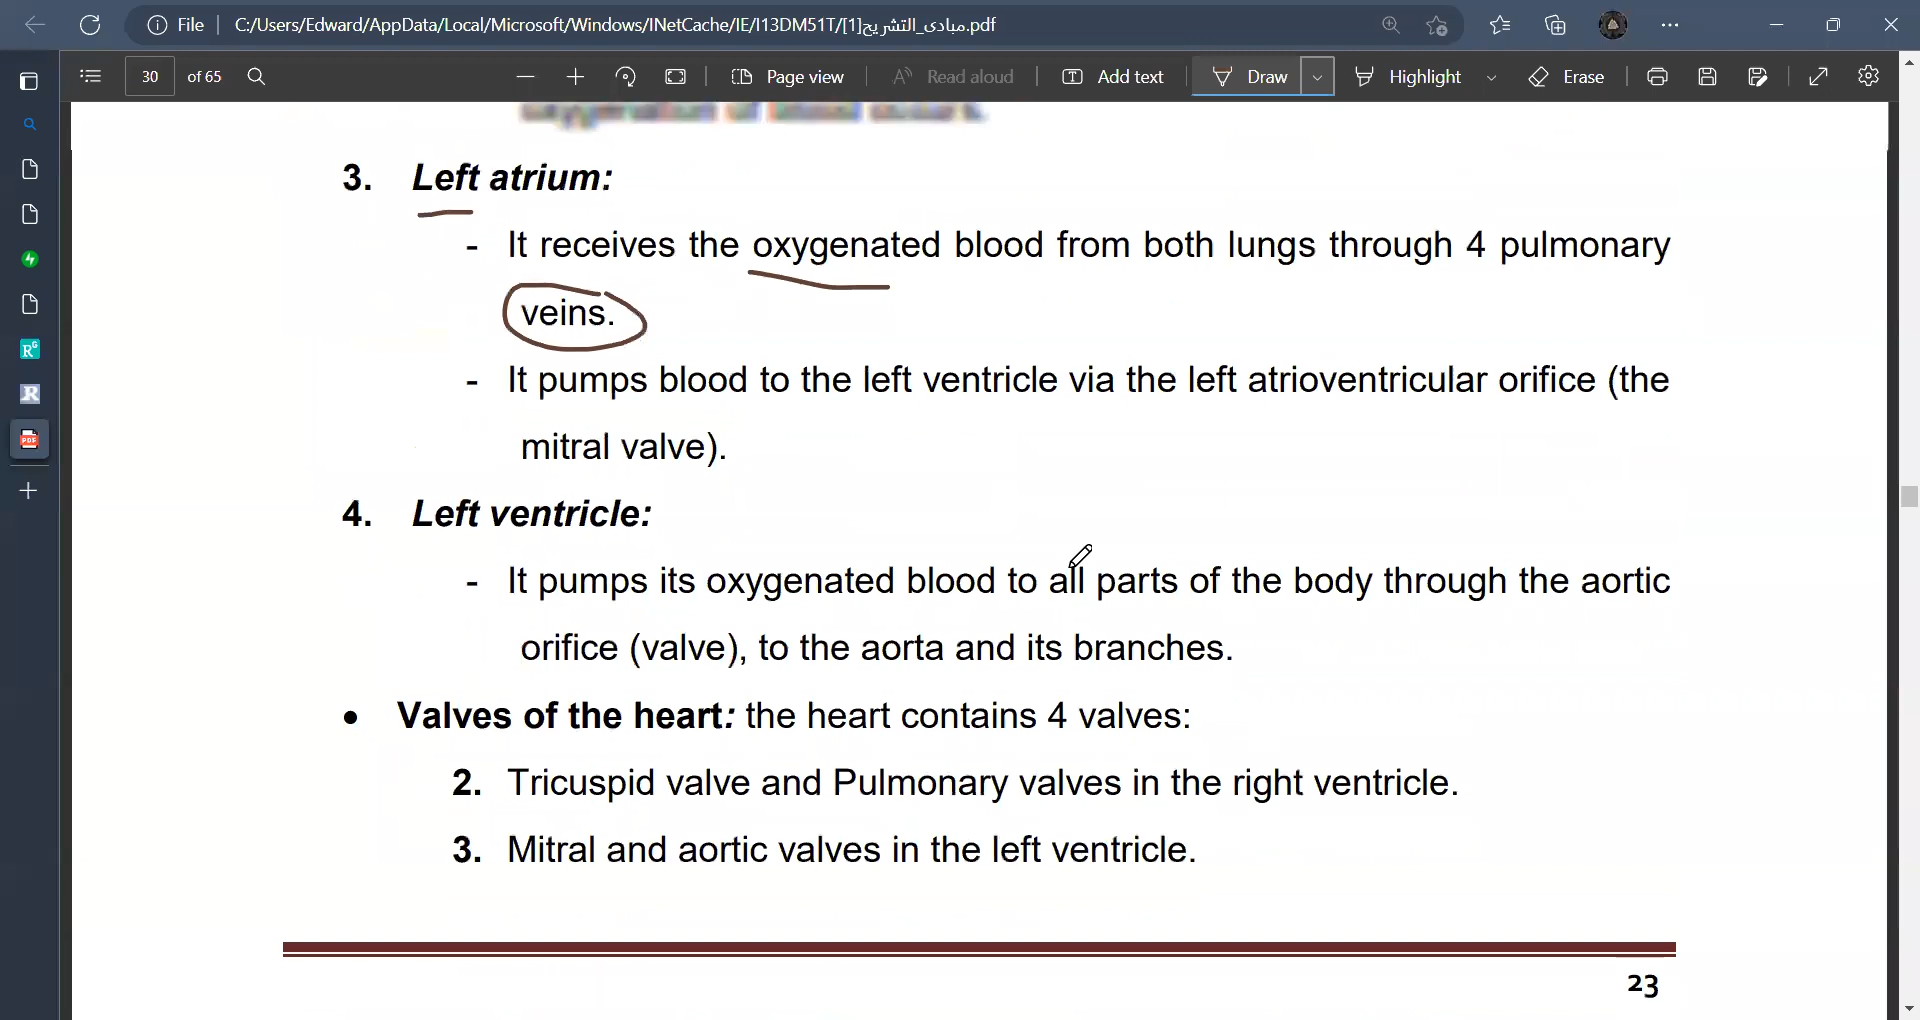 File C:/Users/Edward/AppData/Local/Microsoft/Windows/INetCache/IE/I13DM51T/[1]مبادى_التشريح.pdf
30 of 65 Page view Read aloud Add text Draw Highlight Erase
oxygenation of blood occurs.
3. Left atrium:
- It receives the oxygenated blood from both lungs through 4 pulmonary
veins.
- It pumps blood to the left ventricle via the left atrioventricular orifice (the
mitral valve).
4. Left ventricle:
- It pumps its oxygenated blood to all parts of the body through the aortic
orifice (valve), to the aorta and its branches.
• Valves of the heart: the heart contains 4 valves:
2. Tricuspid valve and Pulmonary valves in the right ventricle.
3. Mitral and aortic valves in the left ventricle.
23